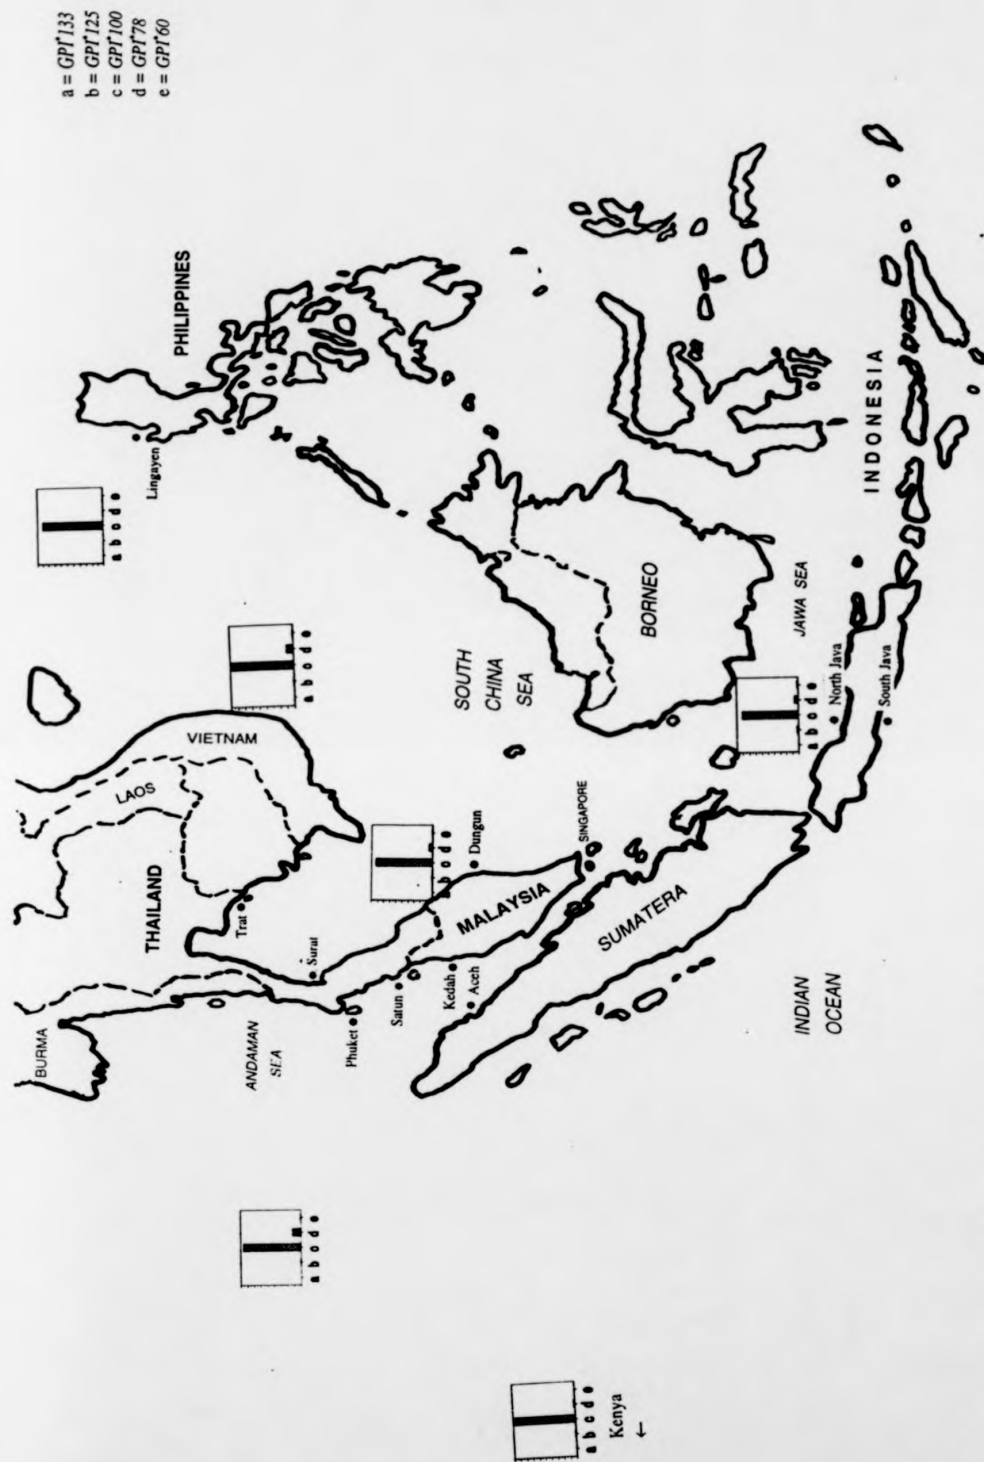 a = GPI*133
b = GPI*125
c = GPI*100
d = GPI*78
e = GPI*60
PHILIPPINES
Lingayen
a b c d e
a b c d e
VIETNAM
LAOS
THAILAND
Trat
Surat
BURMA
ANDAMAN
SEA
Phuket
Satun
Kedah
Aceh
a b c d e
Dungun
MALAYSIA
SINGAPORE
SUMATERA
SOUTH
CHINA
SEA
BORNEO
JAWA SEA
INDONESIA
a b c d e
North Java
South Java
INDIAN
OCEAN
a b c d e
a b c d e
Kenya
←